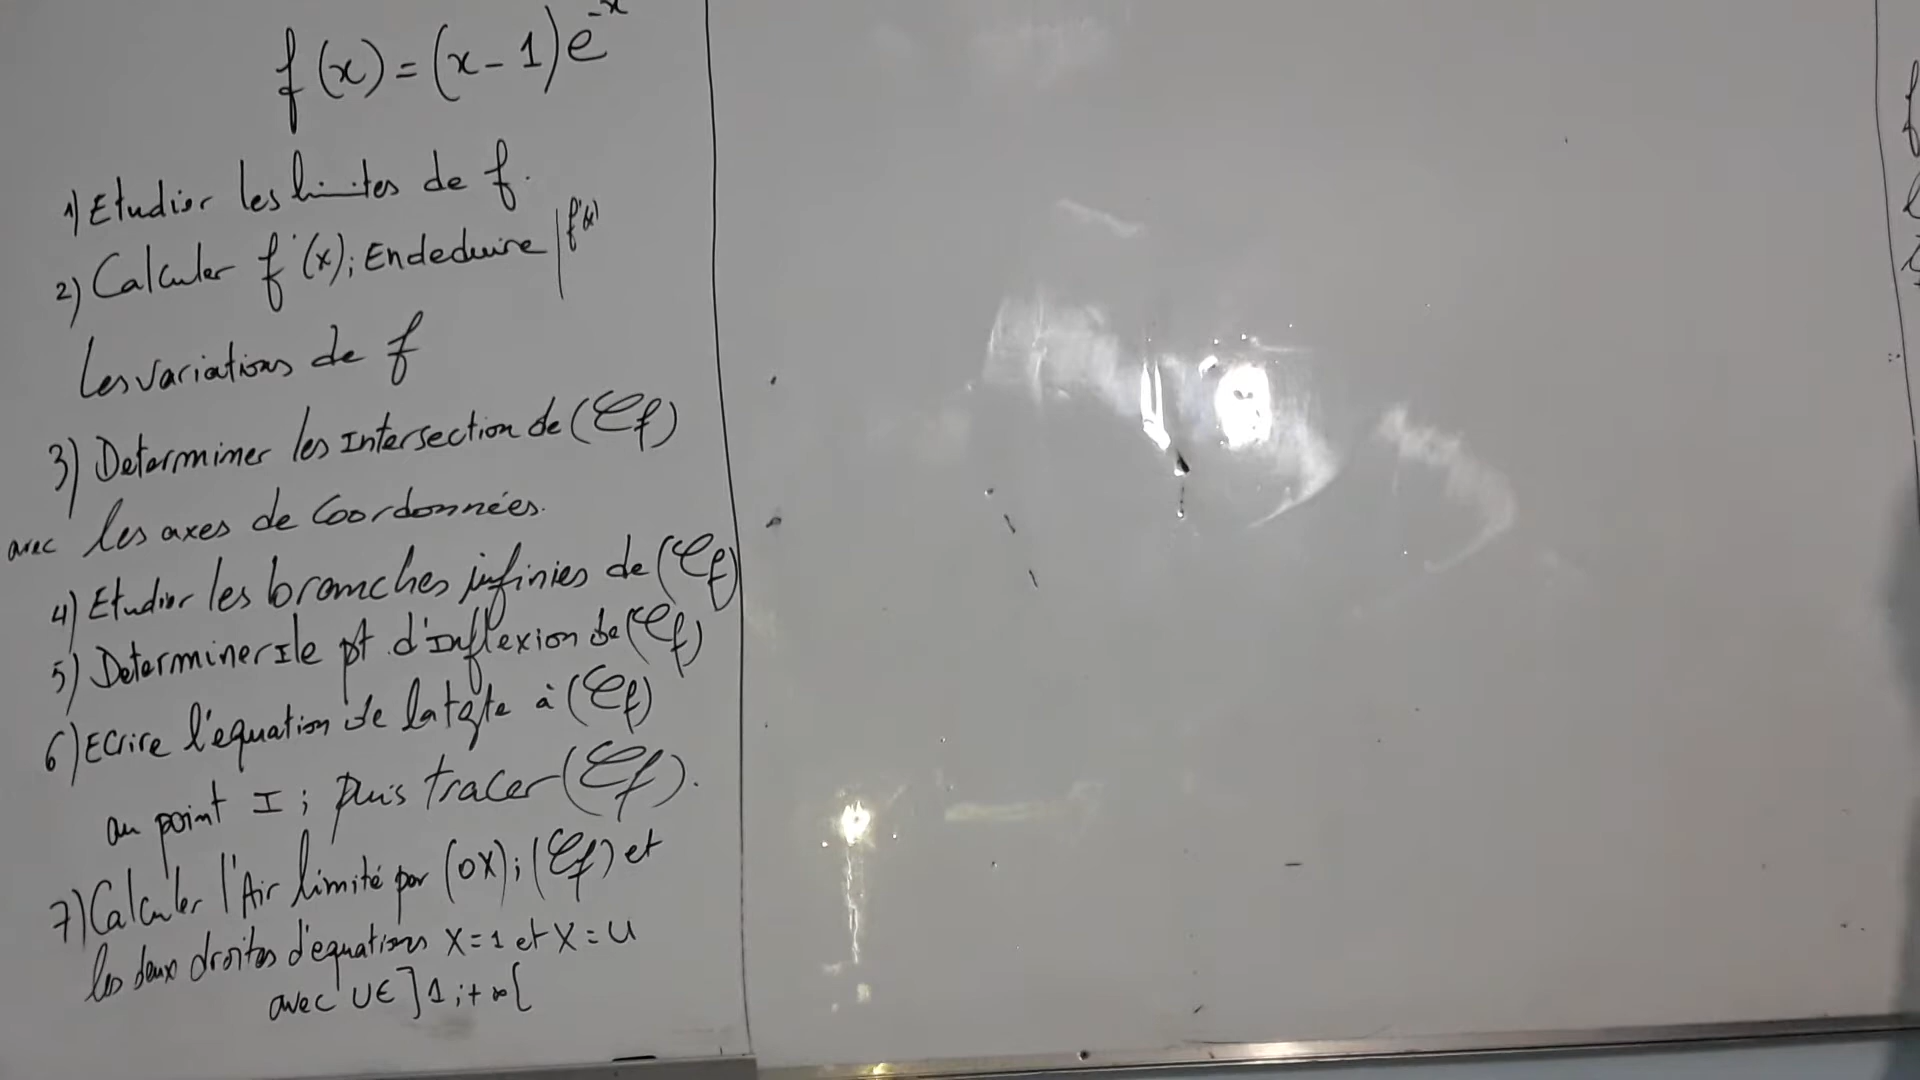 f(x) = (x-1)e^-x
1) Etudier les limites de f.
2) Calculer f'(x); En deduire | f'(x)
les variations de f
3) Determiner les Intersection de (Cf)
avec les axes de Coordonnées.
4) Etudier les branches infinies de (Cf)
5) Determiner I le pt d'Inflexion de (Cf)
6) Ecrire l'équation de la tgte à (Cf)
au point I ; puis tracer (Cf).
7) Calculer l'Air limité par (OX); (Cf) et
les deux droites d'equations X=1 et X=U
avec U∈]1;+∞[